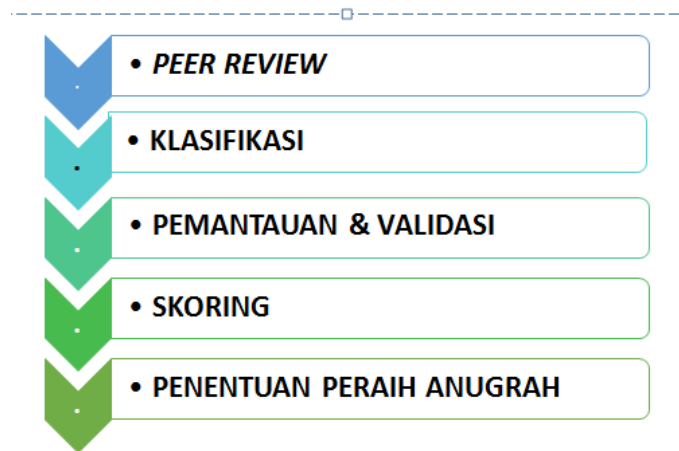 • PEER REVIEW
• KLASIFIKASI
• PEMANTAUAN & VALIDASI
• SKORING
• PENENTUAN PERAIH ANUGRAH